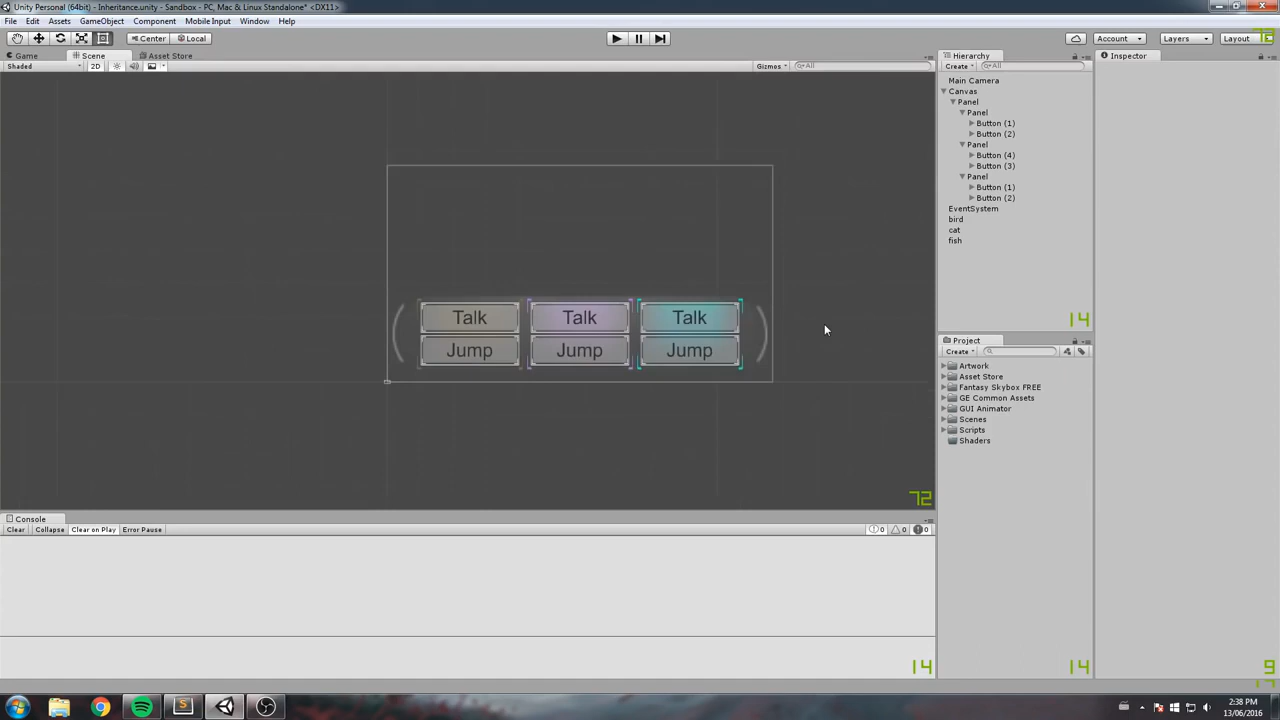 Unity Personal (64bit) - Inheritance.unity - Sandbox - PC, Mac & Linux Standalone* <DX11>
File Edit Assets GameObject Component Mobile Input Window Help
Center Local Account Layers Layout
Game Scene Asset Store Hierarchy Inspector
Shaded 2D Gizmos All Create All
Main Camera
Canvas
Panel
Panel
Button (1)
Button (2)
Panel
Button (4)
Button (3)
Panel
Button (1)
Button (2)
EventSystem
bird
cat
fish
Talk Talk Talk
Jump Jump Jump
14
Project
Create
Artwork
Asset Store
Fantasy Skybox FREE
GE Common Assets
GUI Animator
Scenes
Scripts
Shaders
72
Console
Clear Collapse Clear on Play Error Pause 0 0 0
14 14 9
2:38 PM
13/06/2016